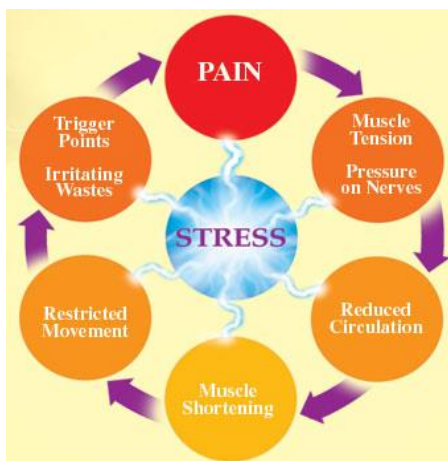 PAIN
Muscle
Tension
Pressure
on Nerves
Reduced
Circulation
Muscle
Shortening
Restricted
Movement
Trigger
Points
Irritating
Wastes
STRESS